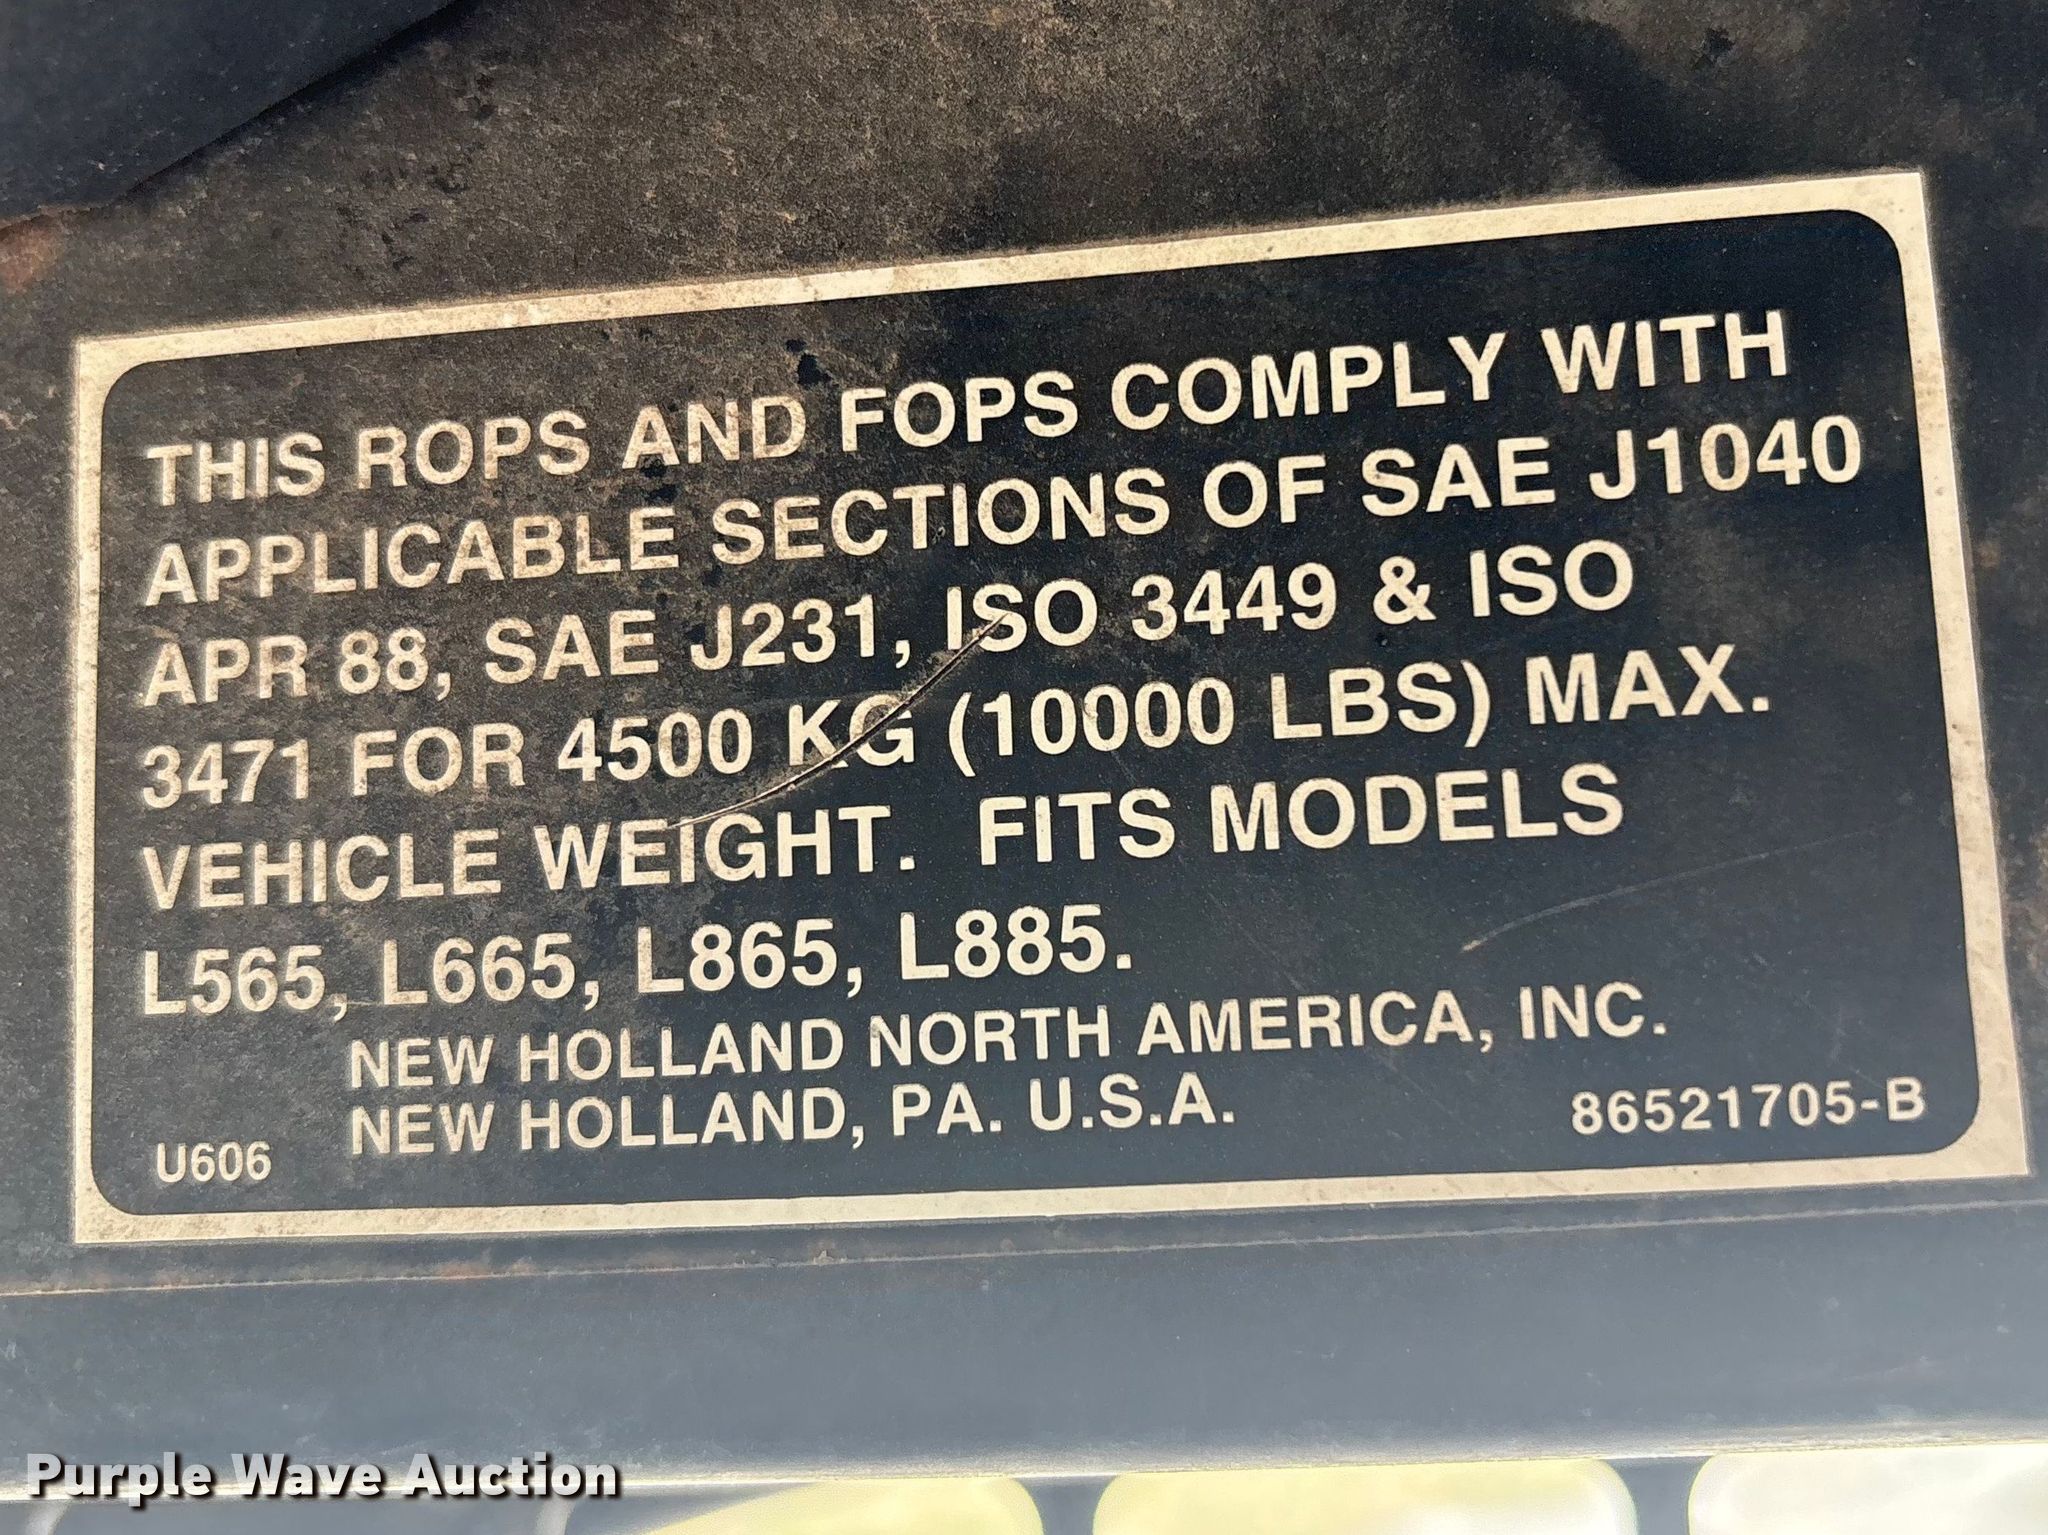 THIS ROPS AND FOPS COMPLY WITH
APPLICABLE SECTIONS OF SAE J1040
APR 88, SAE J231, ISO 3449 & ISO
3471 FOR 4500 KG (10000 LBS) MAX.
VEHICLE WEIGHT. FITS MODELS
L565, L665, L865, L885.
NEW HOLLAND NORTH AMERICA, INC.
NEW HOLLAND, PA. U.S.A.
U606
86521705-B
Purple Wave Auction